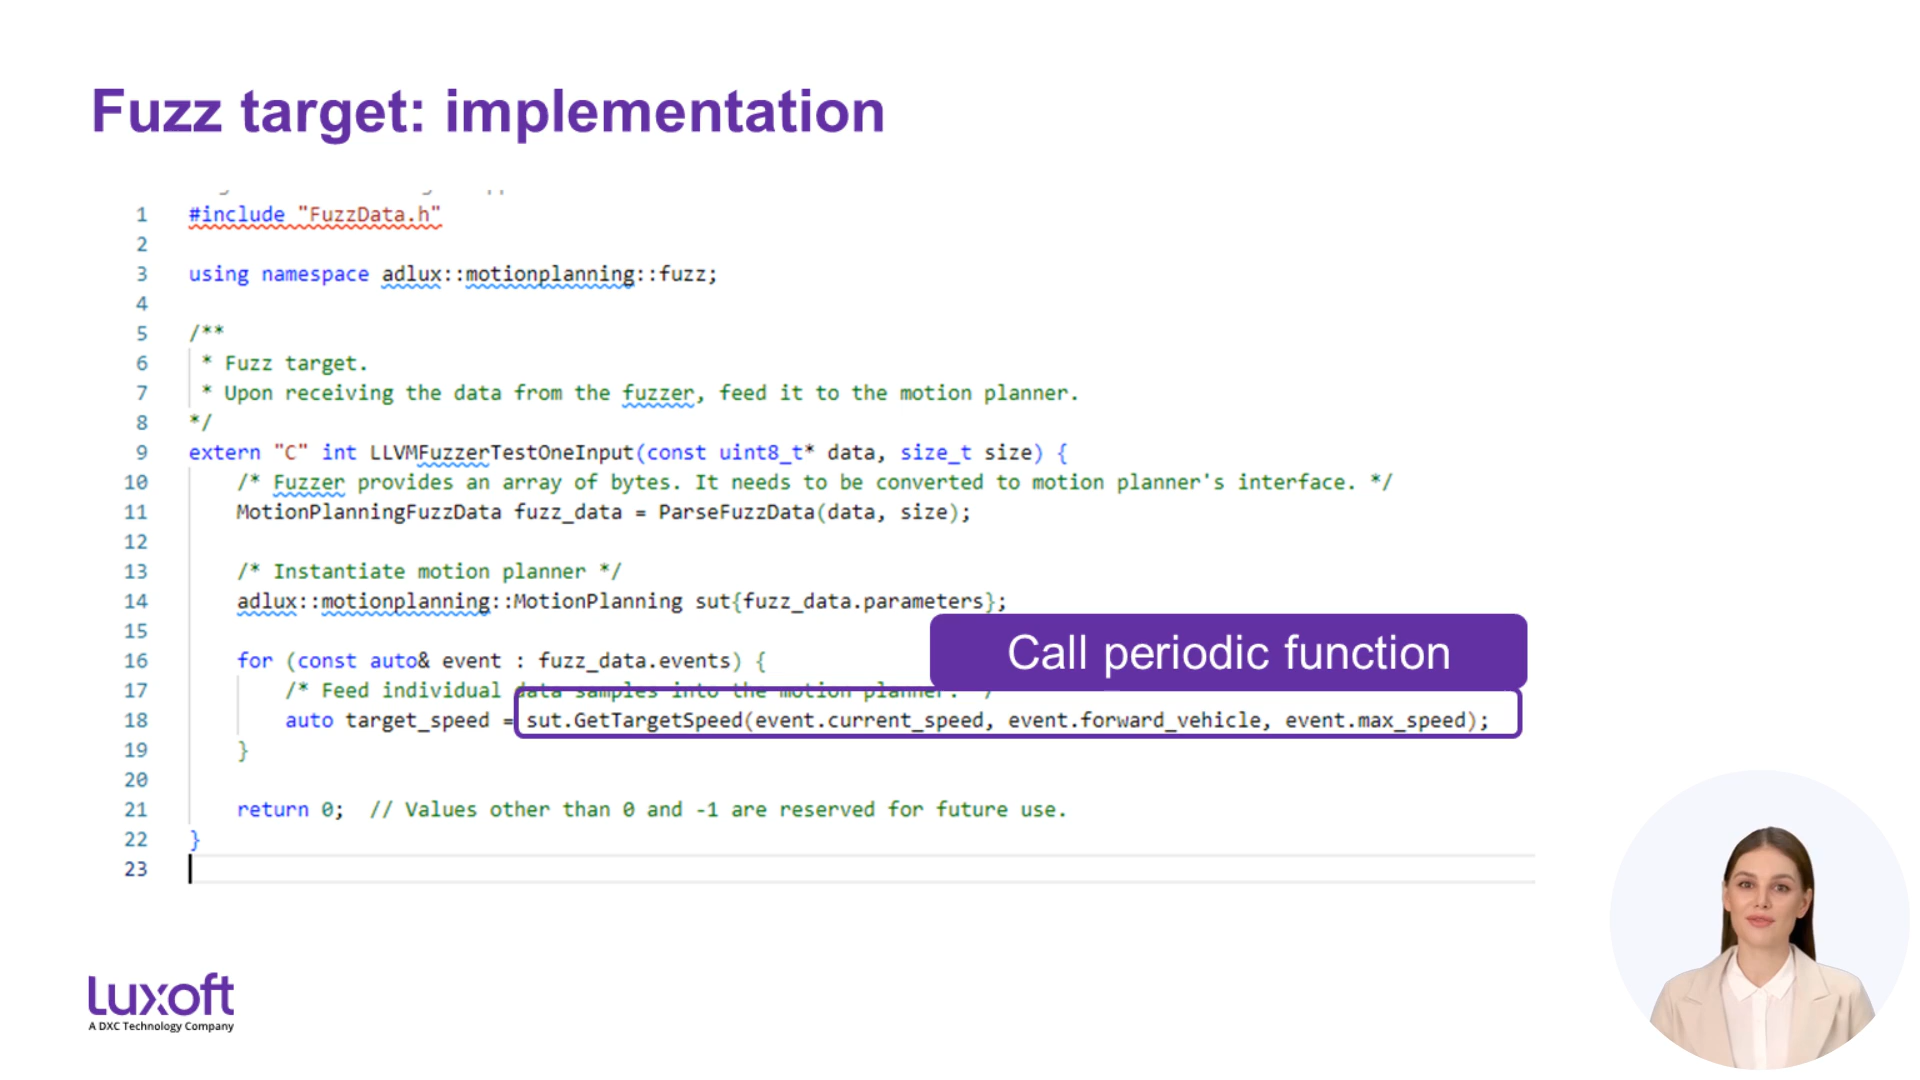 Fuzz target: implementation
1 #include "FuzzData.h"
2
3 using namespace adlux::motionplanning::fuzz;
4
5 /**
6 * Fuzz target.
7 * Upon receiving the data from the fuzzer, feed it to the motion planner.
8 */
9 extern "C" int LLVMFuzzerTestOneInput(const uint8_t* data, size_t size) {
10 /* Fuzzer provides an array of bytes. It needs to be converted to motion planner's interface. */
11 MotionPlanningFuzzData fuzz_data = ParseFuzzData(data, size);
12
13 /* Instantiate motion planner */
14 adlux::motionplanning::MotionPlanning sut{fuzz_data.parameters};
15
Call periodic function
16 for (const auto& event : fuzz_data.events) {
17 /* Feed individual data samples into the motion planner. */
18 auto target_speed = sut.GetTargetSpeed(event.current_speed, event.forward_vehicle, event.max_speed);
19 }
20
21 return 0; // Values other than 0 and -1 are reserved for future use.
22 }
23
Luxoft
A DXC Technology Company